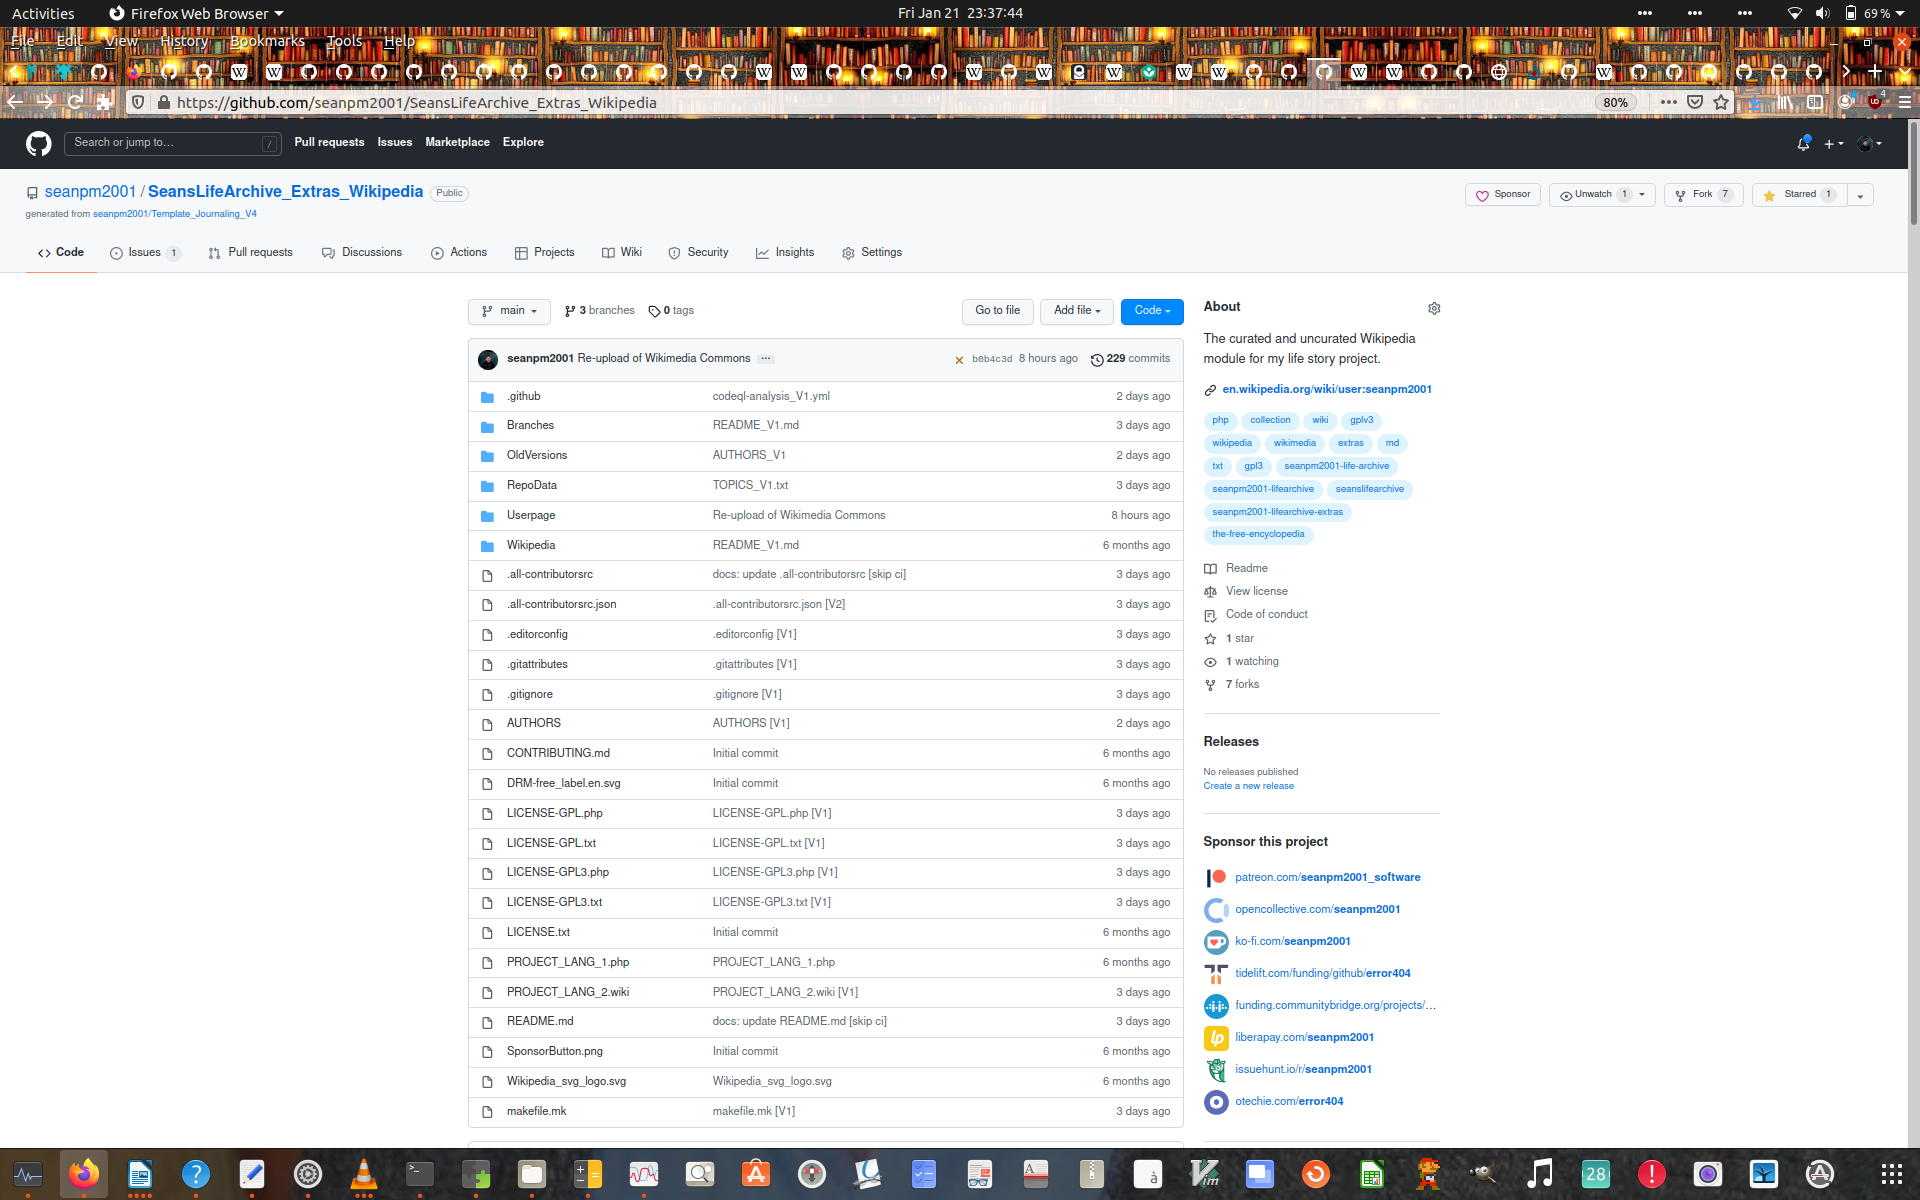 Activities Firefox Web Browser Fri Jan 21 23:37:44 69 %
File Edit View History Bookmarks Tools Help
https://github.com/seanpm2001/SeansLifeArchive_Extras_Wikipedia 80% 4
Search or jump to… / Pull requests Issues Marketplace Explore
seanpm2001 / SeansLifeArchive_Extras_Wikipedia Public Sponsor Unwatch 1 Fork 7 Starred 1
generated from seanpm2001/Template_Journaling_V4
Code Issues 1 Pull requests Discussions Actions Projects Wiki Security Insights Settings
main 3 branches 0 tags Go to file Add file Code
seanpm2001 Re-upload of Wikimedia Commons ... b0b4c3d 8 hours ago 229 commits
.github codeql-analysis_V1.yml 2 days ago
Branches README_V1.md 3 days ago
OldVersions AUTHORS_V1 2 days ago
RepoData TOPICS_V1.txt 3 days ago
Userpage Re-upload of Wikimedia Commons 8 hours ago
Wikipedia README_V1.md 6 months ago
.all-contributorsrc docs: update .all-contributorsrc [skip ci] 3 days ago
.all-contributorsrc.json .all-contributorsrc.json [V2] 3 days ago
.editorconfig .editorconfig [V1] 3 days ago
.gitattributes .gitattributes [V1] 3 days ago
.gitignore .gitignore [V1] 3 days ago
AUTHORS AUTHORS [V1] 2 days ago
CONTRIBUTING.md Initial commit 6 months ago
DRM-free_label.en.svg Initial commit 6 months ago
LICENSE-GPL.php LICENSE-GPL.php [V1] 3 days ago
LICENSE-GPL.txt LICENSE-GPL.txt [V1] 3 days ago
LICENSE-GPL3.php LICENSE-GPL3.php [V1] 3 days ago
LICENSE-GPL3.txt LICENSE-GPL3.txt [V1] 3 days ago
LICENSE.txt Initial commit 6 months ago
PROJECT_LANG_1.php PROJECT_LANG_1.php 6 months ago
PROJECT_LANG_2.wiki PROJECT_LANG_2.wiki [V1] 3 days ago
README.md docs: update README.md [skip ci] 3 days ago
SponsorButton.png Initial commit 6 months ago
Wikipedia_svg_logo.svg Wikipedia_svg_logo.svg 6 months ago
makefile.mk makefile.mk [V1] 3 days ago
About
The curated and uncurated Wikipedia
module for my life story project.
en.wikipedia.org/wiki/user:seanpm2001
php collection wiki gplv3
wikipedia wikimedia extras md
txt gpl3 seanpm2001-life-archive
seanpm2001-lifearchive seanslifearchive
seanpm2001-lifearchive-extras
the-free-encyclopedia
Readme
View license
Code of conduct
1 star
1 watching
7 forks
Releases
No releases published
Create a new release
Sponsor this project
patreon.com/seanpm2001_software
opencollective.com/seanpm2001
ko-fi.com/seanpm2001
tidelift.com/funding/github/error404
funding.communitybridge.org/projects/…
liberapay.com/seanpm2001
issuehunt.io/r/seanpm2001
otechie.com/error404
28